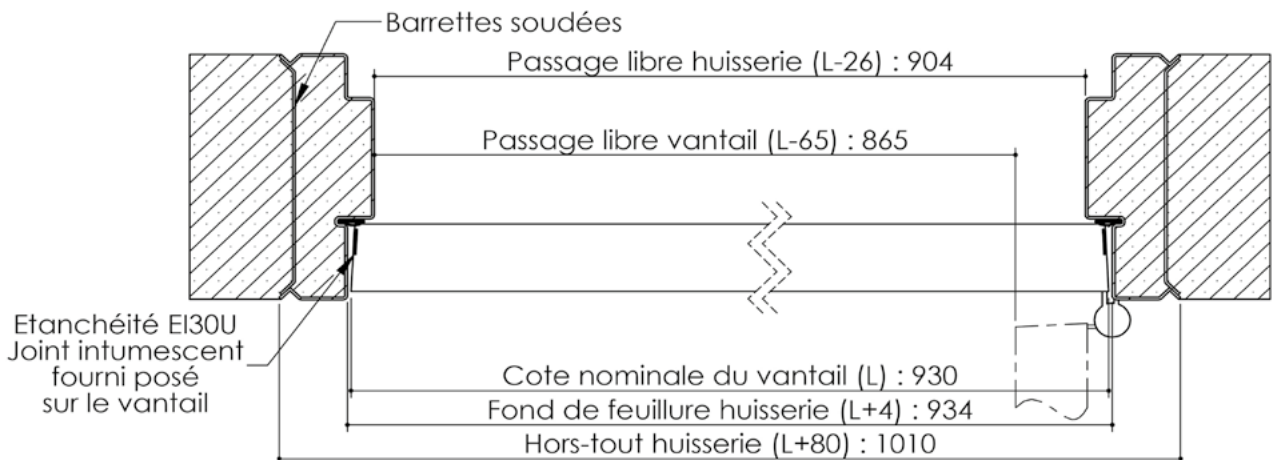 Barrettes soudées
Passage libre huisserie (L-26) : 904
Passage libre vantail (L-65) : 865
Etanchéité EI30U
Joint intumescent
fourni posé
sur le vantail
Cote nominale du vantail (L) : 930
Fond de feuillure huisserie (L+4) : 934
Hors-tout huisserie (L+80) : 1010